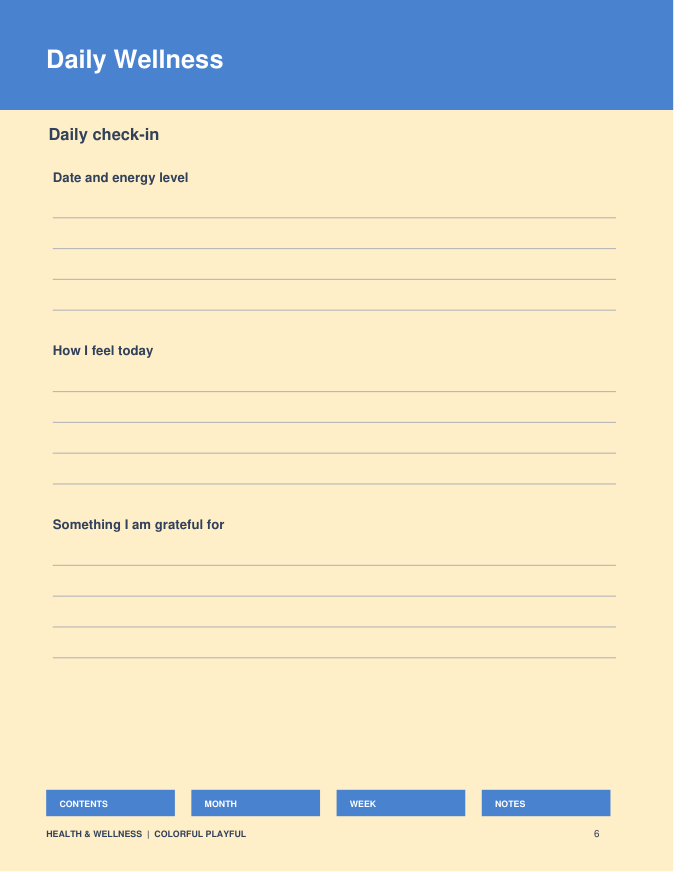 Daily Wellness
Daily check-in
Date and energy level
How I feel today
Something I am grateful for
CONTENTS MONTH WEEK NOTES
HEALTH & WELLNESS | COLORFUL PLAYFUL 6